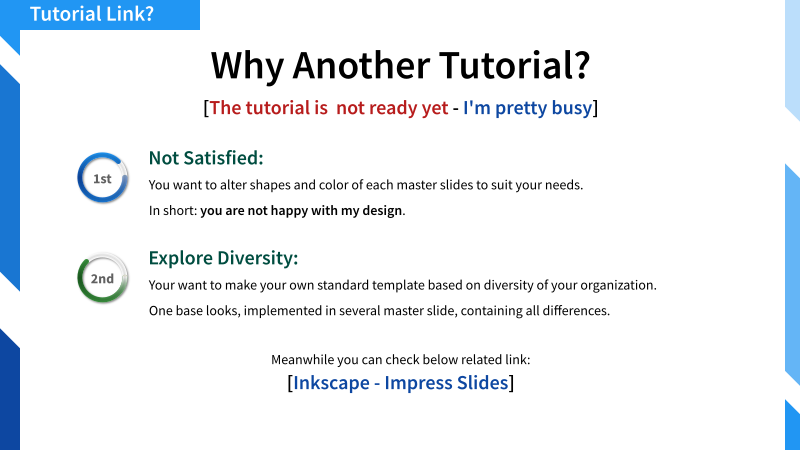 Tutorial Link?
Why Another Tutorial?
[The tutorial is  not ready yet - I'm pretty busy]
1st
Not Satisfied:
You want to alter shapes and color of each master slides to suit your needs.
In short: you are not happy with my design.
2nd
Explore Diversity:
Your want to make your own standard template based on diversity of your organization.
One base looks, implemented in several master slide, containing all differences.
Meanwhile you can check below related link:
[Inkscape - Impress Slides]